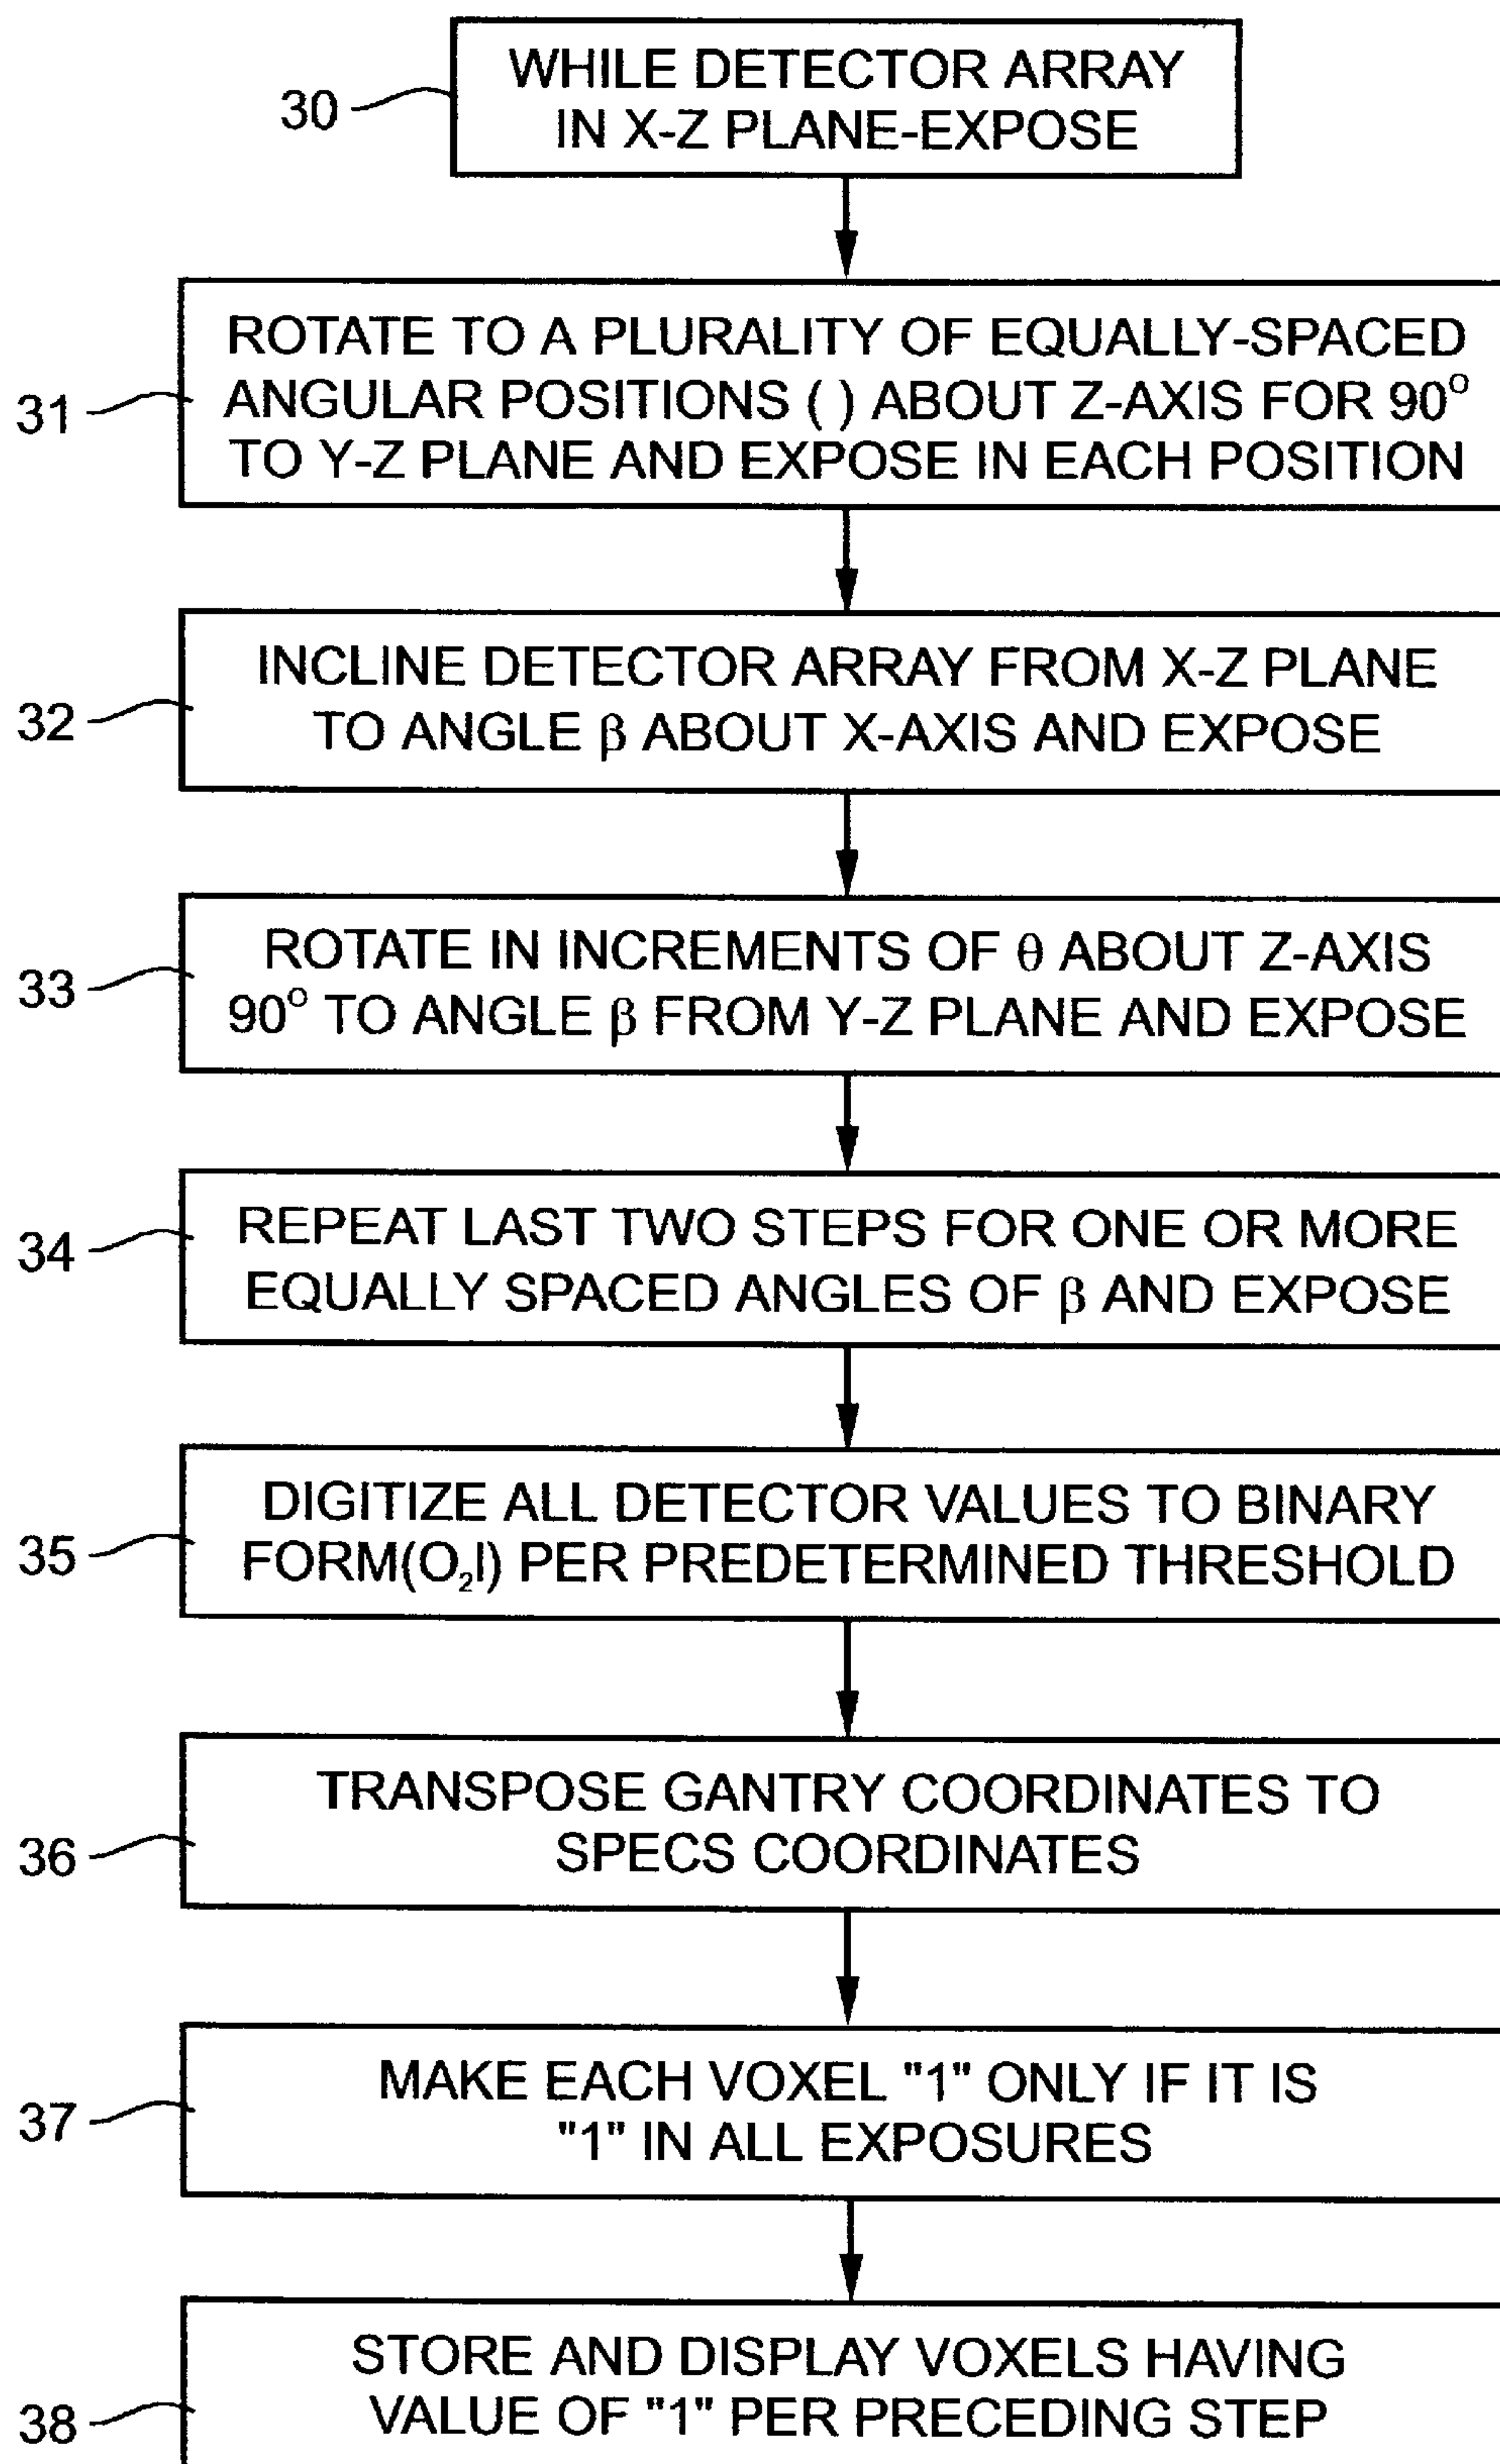 30
WHILE DETECTOR ARRAY
IN X-Z PLANE-EXPOSE
31
ROTATE TO A PLURALITY OF EQUALLY-SPACED
ANGULAR POSITIONS ( ) ABOUT Z-AXIS FOR 90°
TO Y-Z PLANE AND EXPOSE IN EACH POSITION
32
INCLINE DETECTOR ARRAY FROM X-Z PLANE
TO ANGLE β ABOUT X-AXIS AND EXPOSE
33
ROTATE IN INCREMENTS OF θ ABOUT Z-AXIS
90° TO ANGLE β FROM Y-Z PLANE AND EXPOSE
34
REPEAT LAST TWO STEPS FOR ONE OR MORE
EQUALLY SPACED ANGLES OF β AND EXPOSE
35
DIGITIZE ALL DETECTOR VALUES TO BINARY
FORM(O₂I) PER PREDETERMINED THRESHOLD
36
TRANSPOSE GANTRY COORDINATES TO
SPECS COORDINATES
37
MAKE EACH VOXEL "1" ONLY IF IT IS
"1" IN ALL EXPOSURES
38
STORE AND DISPLAY VOXELS HAVING
VALUE OF "1" PER PRECEDING STEP